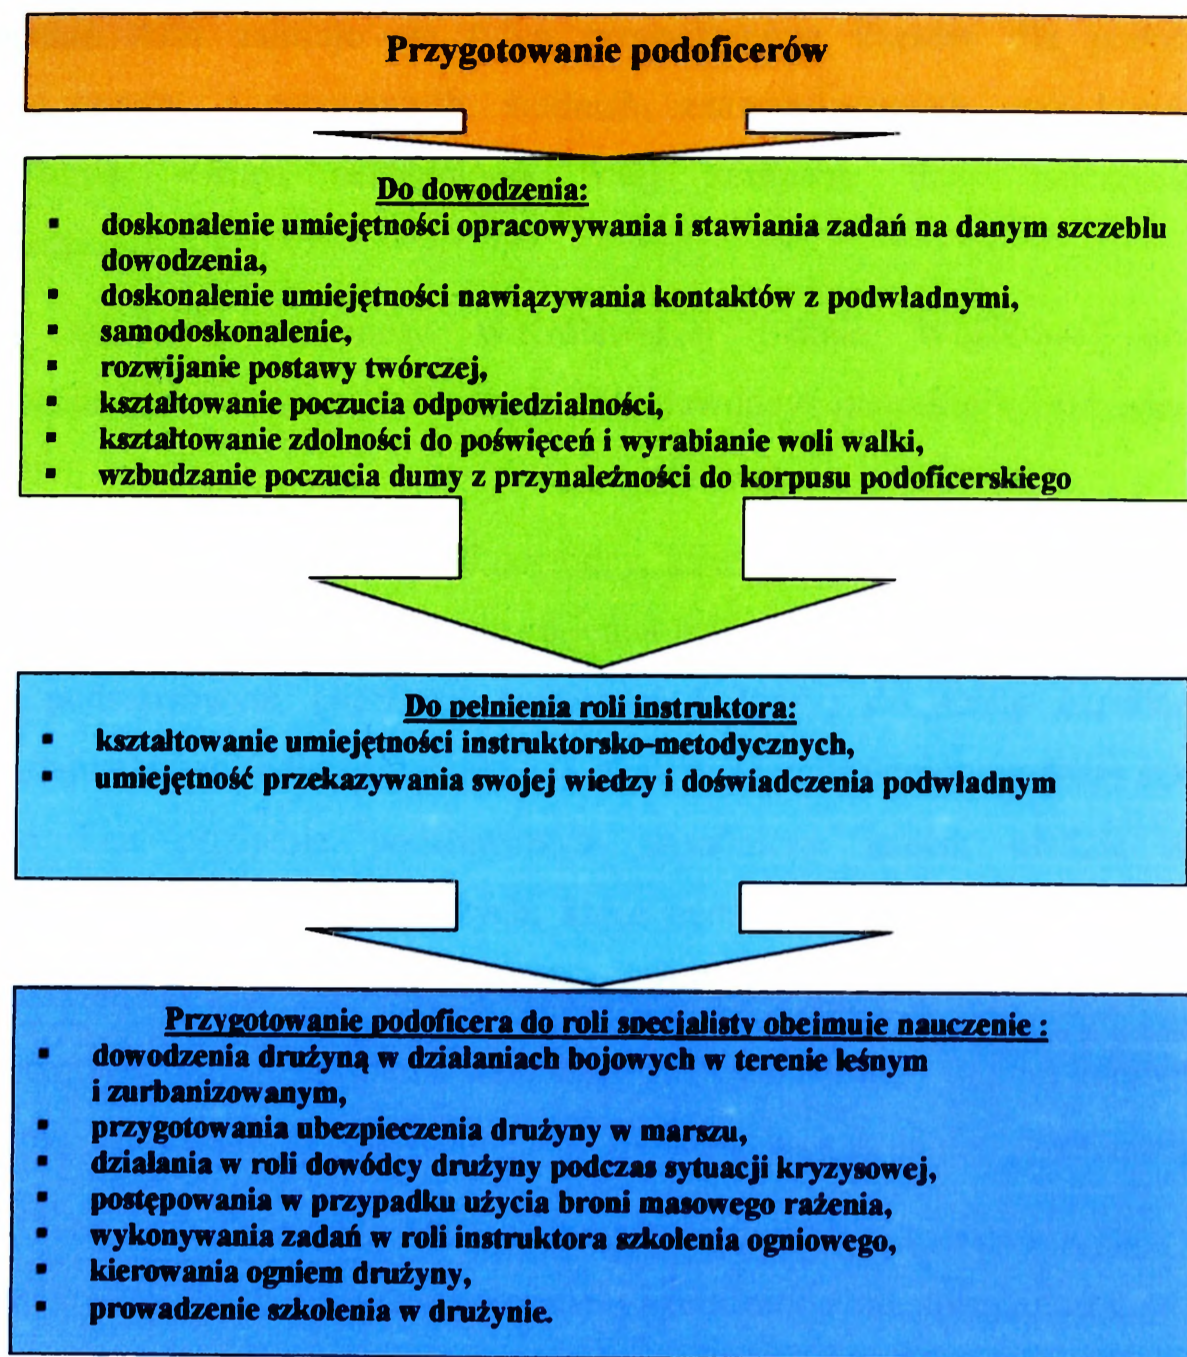 Przygotowanie podoficerów
Do dowodzenia:
▪ doskonalenie umiejętności opracowywania i stawiania zadań na danym szczeblu
dowodzenia,
▪ doskonalenie umiejętności nawiązywania kontaktów z podwładnymi,
▪ samodoskonalenie,
▪ rozwijanie postawy twórczej,
▪ kształtowanie poczucia odpowiedzialności,
▪ kształtowanie zdolności do poświęceń i wyrabianie woli walki,
▪ wzbudzanie poczucia dumy z przynależności do korpusu podoficerskiego
Do pełnienia roli instruktora:
▪ kształtowanie umiejętności instruktorsko-metodycznych,
▪ umiejętność przekazywania swojej wiedzy i doświadczenia podwładnym
Przygotowanie podoficera do roli specjalisty obejmuje nauczenie :
▪ dowodzenia drużyną w działaniach bojowych w terenie leśnym
i zurbanizowanym,
▪ przygotowania ubezpieczenia drużyny w marszu,
▪ działania w roli dowódcy drużyny podczas sytuacji kryzysowej,
▪ postępowania w przypadku użycia broni masowego rażenia,
▪ wykonywania zadań w roli instruktora szkolenia ogniowego,
▪ kierowania ogniem drużyny,
▪ prowadzenie szkolenia w drużynie.